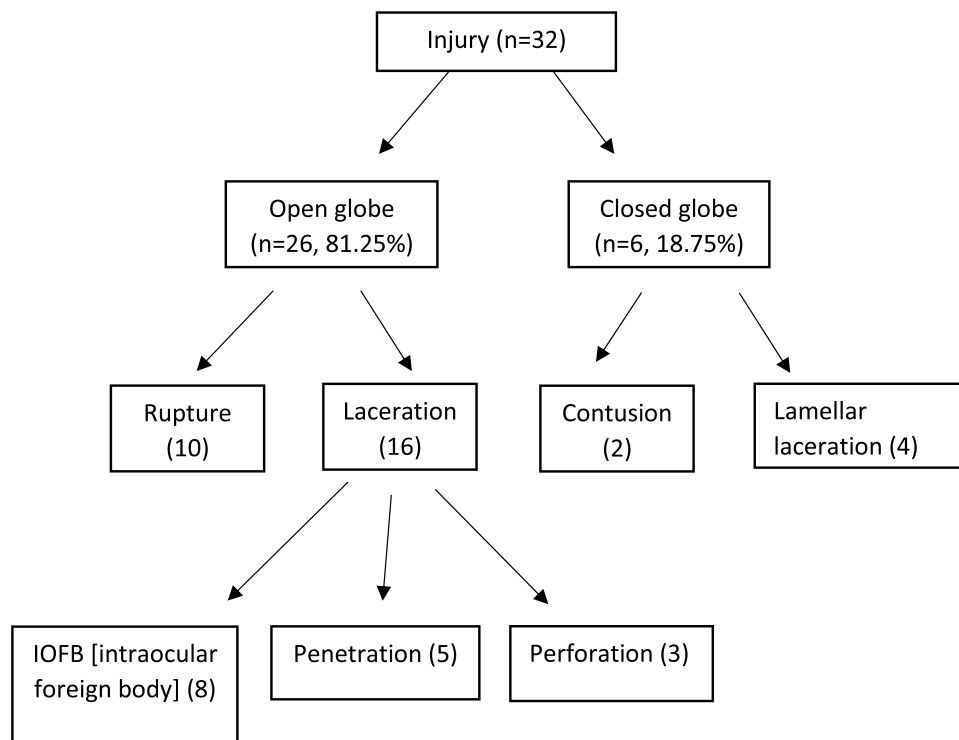 Injury (n=32)
Open globe
(n=26, 81.25%)
Closed globe
(n=6, 18.75%)
Rupture
(10)
Laceration
(16)
Contusion
(2)
Lamellar
laceration (4)
IOFB [intraocular
foreign body] (8)
Penetration (5)
Perforation (3)